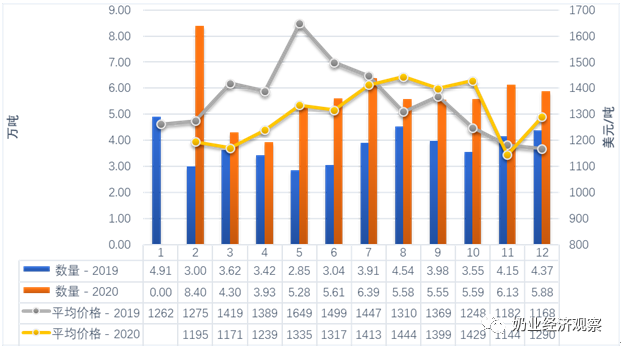 9.00 1700
8.00 1600
7.00 1500
6.00 1400
5.00 1300
4.00 1200
3.00 1100
2.00 1000
1.00 900
0.00 800
万吨
美元/吨
1 2 3 4 5 6 7 8 9 10 11 12
数量 - 2019 4.91 3.00 3.62 3.42 2.85 3.04 3.91 4.54 3.98 3.55 4.15 4.37
数量 - 2020 0.00 8.40 4.30 3.93 5.28 5.61 6.39 5.58 5.55 5.59 6.13 5.88
平均价格 - 2019 1262 1275 1419 1389 1649 1499 1447 1310 1369 1248 1182 1168
平均价格 - 2020 1195 1171 1239 1335 1317 1413 1444 1399 1429 1144 1290
奶业经济观察